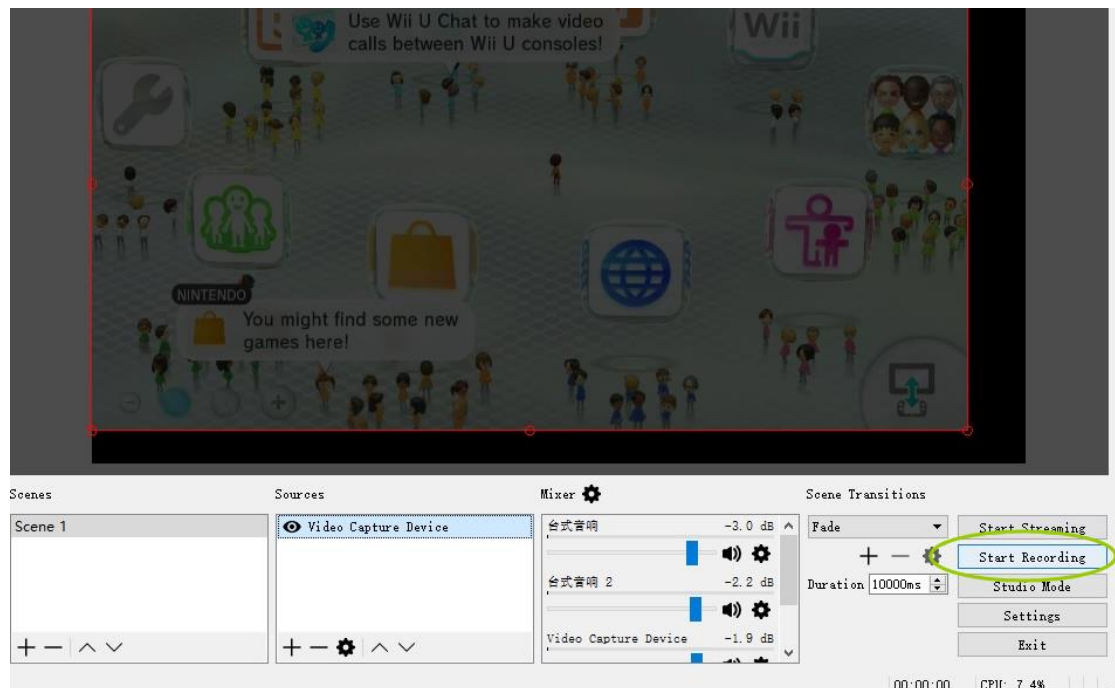 Use Wii U Chat to make video
calls between Wii U consoles!
Wii
NINTENDO
You might find some new
games here!
Scenes
Sources
Mixer
Scene Transitions
Scene 1
Video Capture Device
台式音响
-3.0 dB
台式音响 2
-2.2 dB
Video Capture Device
-1.9 dB
Fade
Duration 10000ms
Start Streaming
Start Recording
Studio Mode
Settings
Exit
00:00:00
CPU: 7.4%